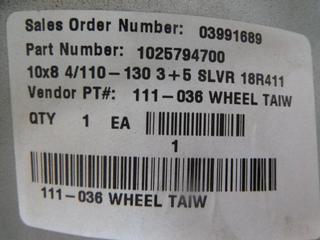 Sales Order Number: 03991689
Part Number: 1025794700
10x8 4/110-130 3+5 SLVR 18R411
Vendor PT#: 111-036 WHEEL TAIW
QTY 1 EA
1
111-036 WHEEL TAIW